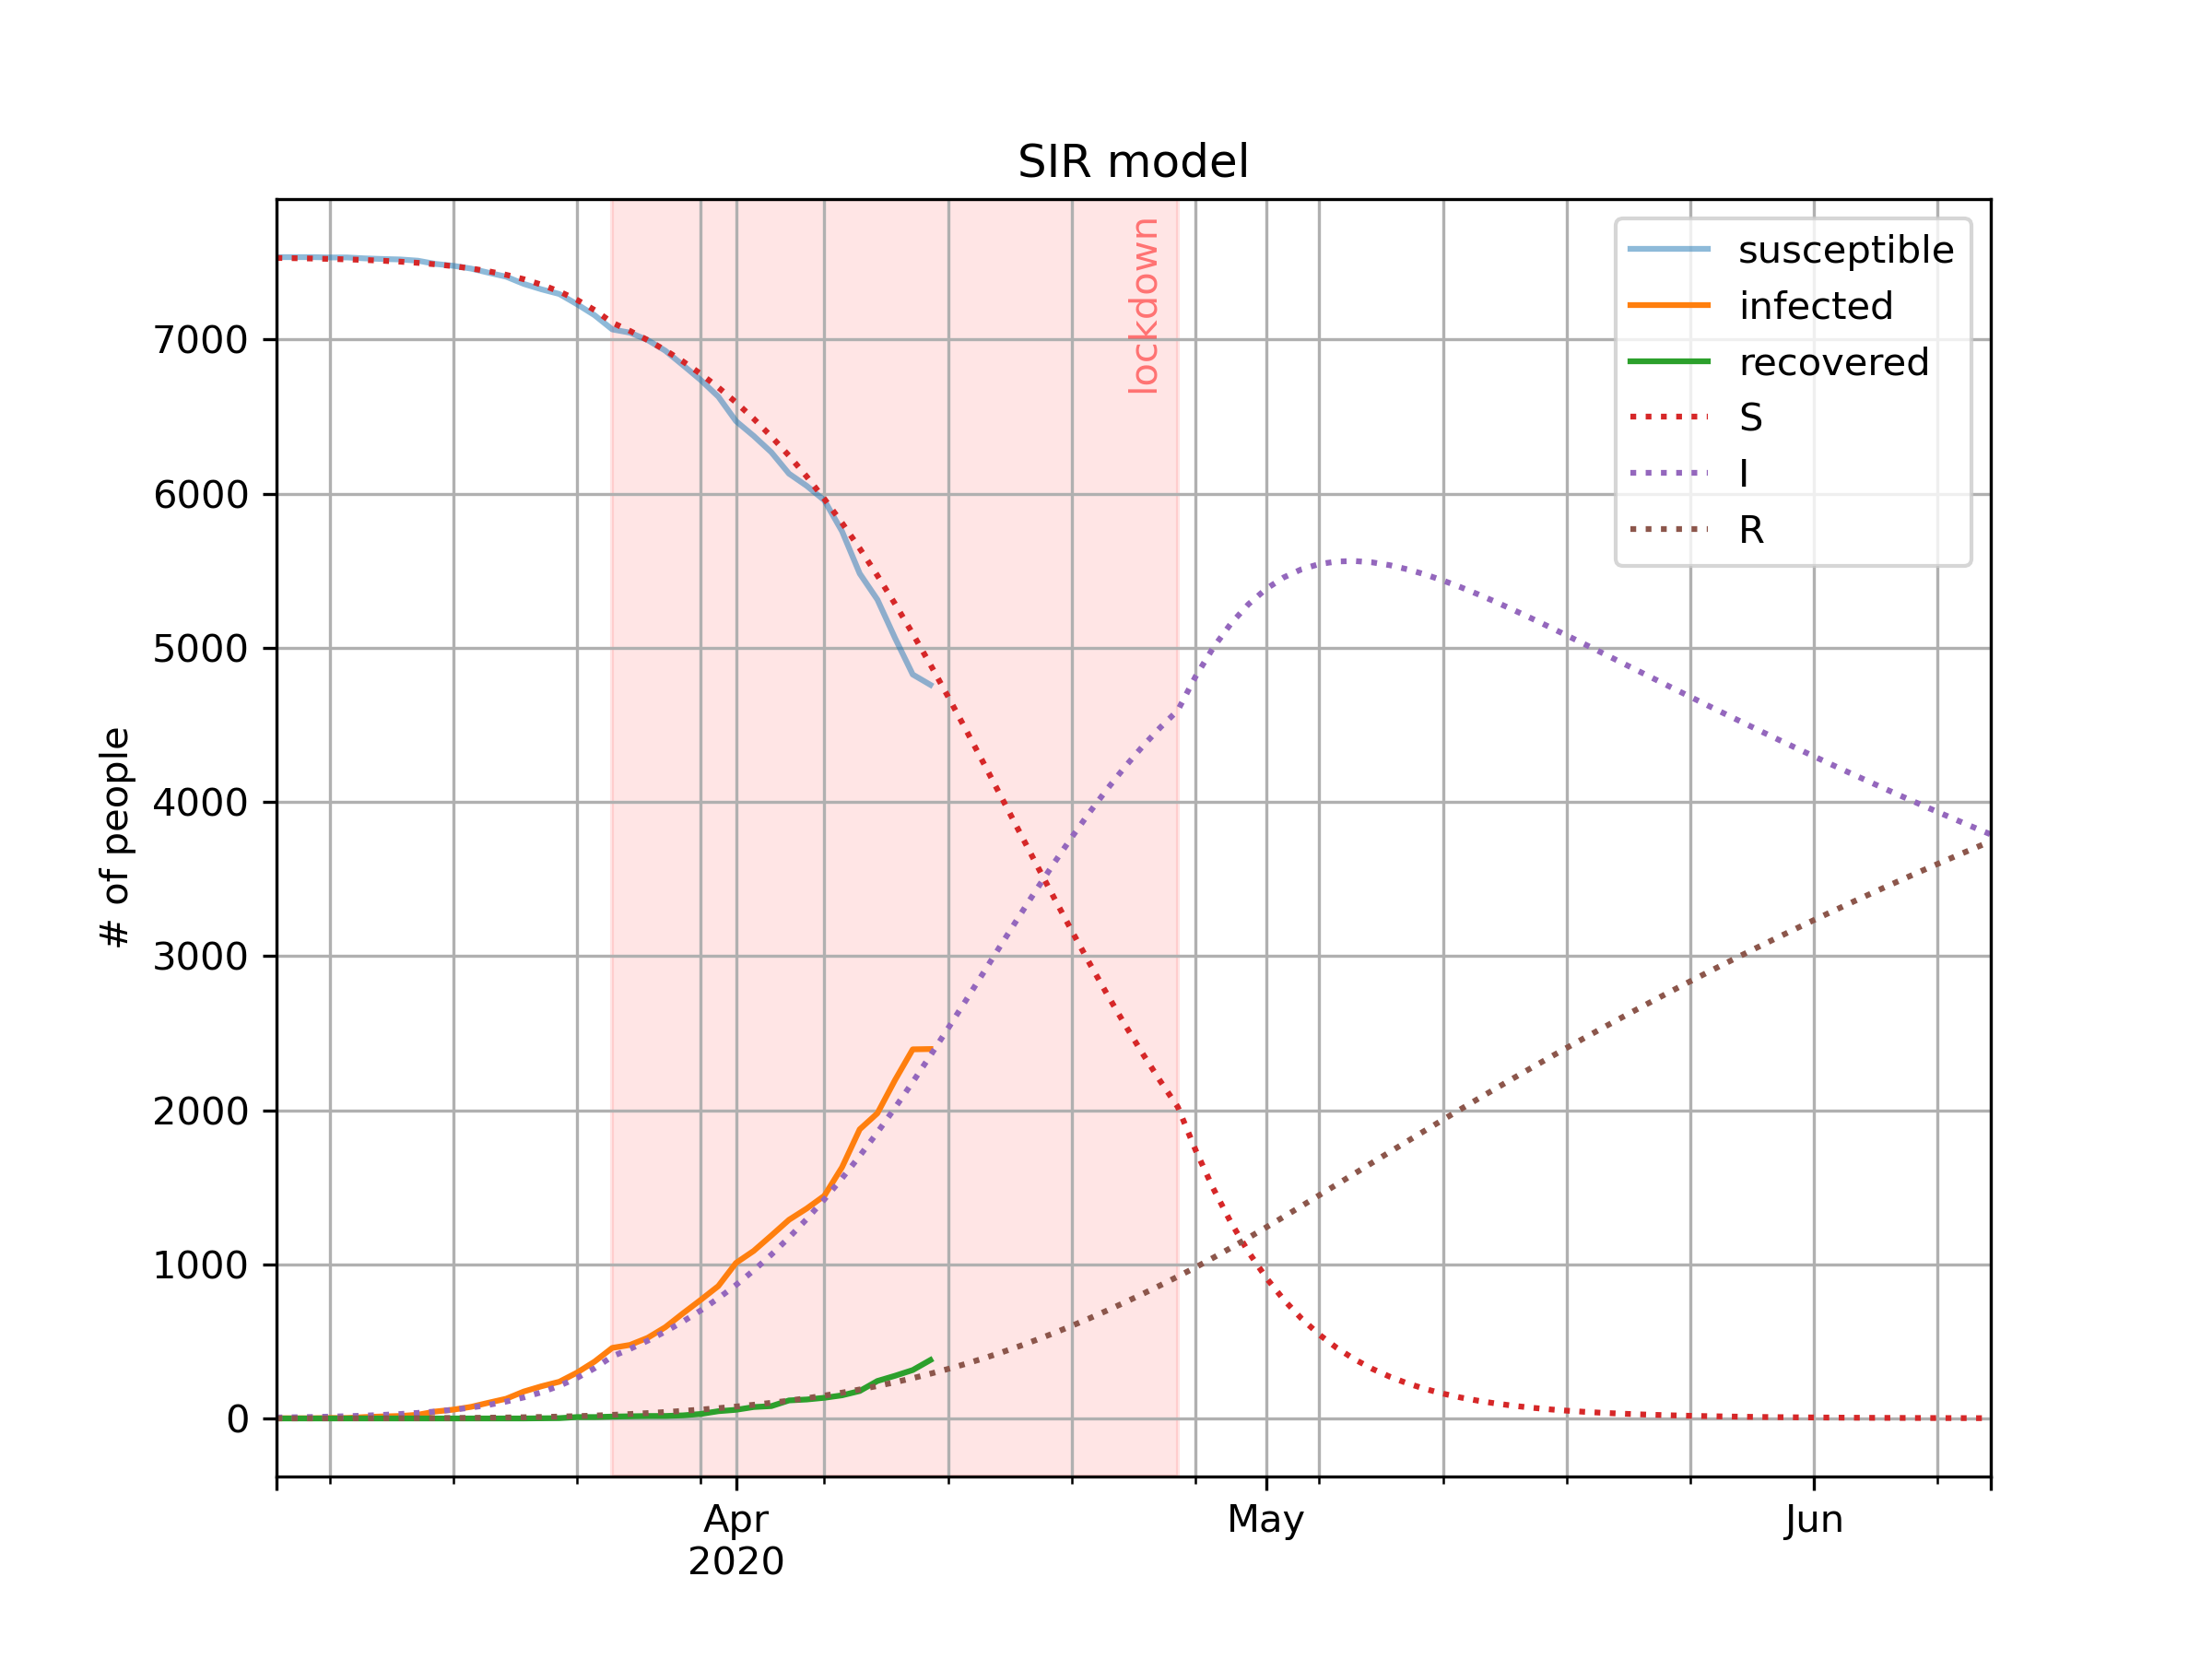 SIR model
lockdown
susceptible
infected
recovered
S
I
R
# of people
7000
6000
5000
4000
3000
2000
1000
0
Apr
2020
May
Jun